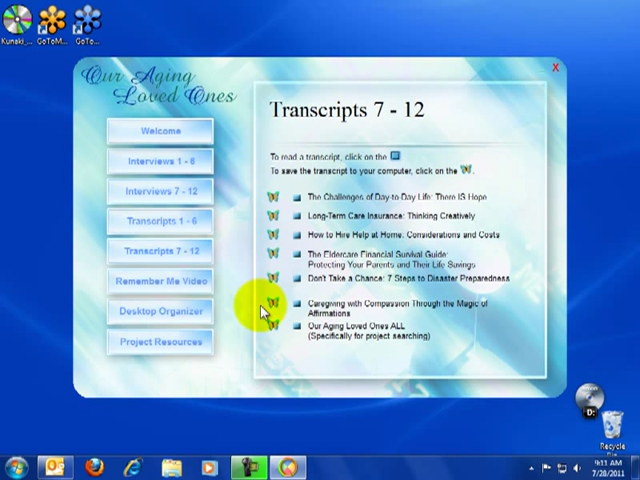 Kunaki_...
GoToM...
GoTo...
Our Aging
Loved Ones
X
Welcome
Interviews 1 - 6
Interviews 7 - 12
Transcripts 1 - 6
Transcripts 7 - 12
Remember Me Video
Desktop Organizer
Project Resources
Transcripts 7 - 12
To read a transcript, click on the
To save the transcript to your computer, click on the .
The Challenges of Day-to-Day Life: There IS Hope
Long-Term Care Insurance: Thinking Creatively
How to Hire Help at Home: Considerations and Costs
The Eldercare Financial Survival Guide:
Protecting Your Parents and Their Life Savings
Don't Take a Chance: 7 Steps to Disaster Preparedness
Caregiving with Compassion Through the Magic of
Affirmations
Our Aging Loved Ones ALL
(Specifically for project searching)
D:
Recycle
9:11 AM
7/28/2011